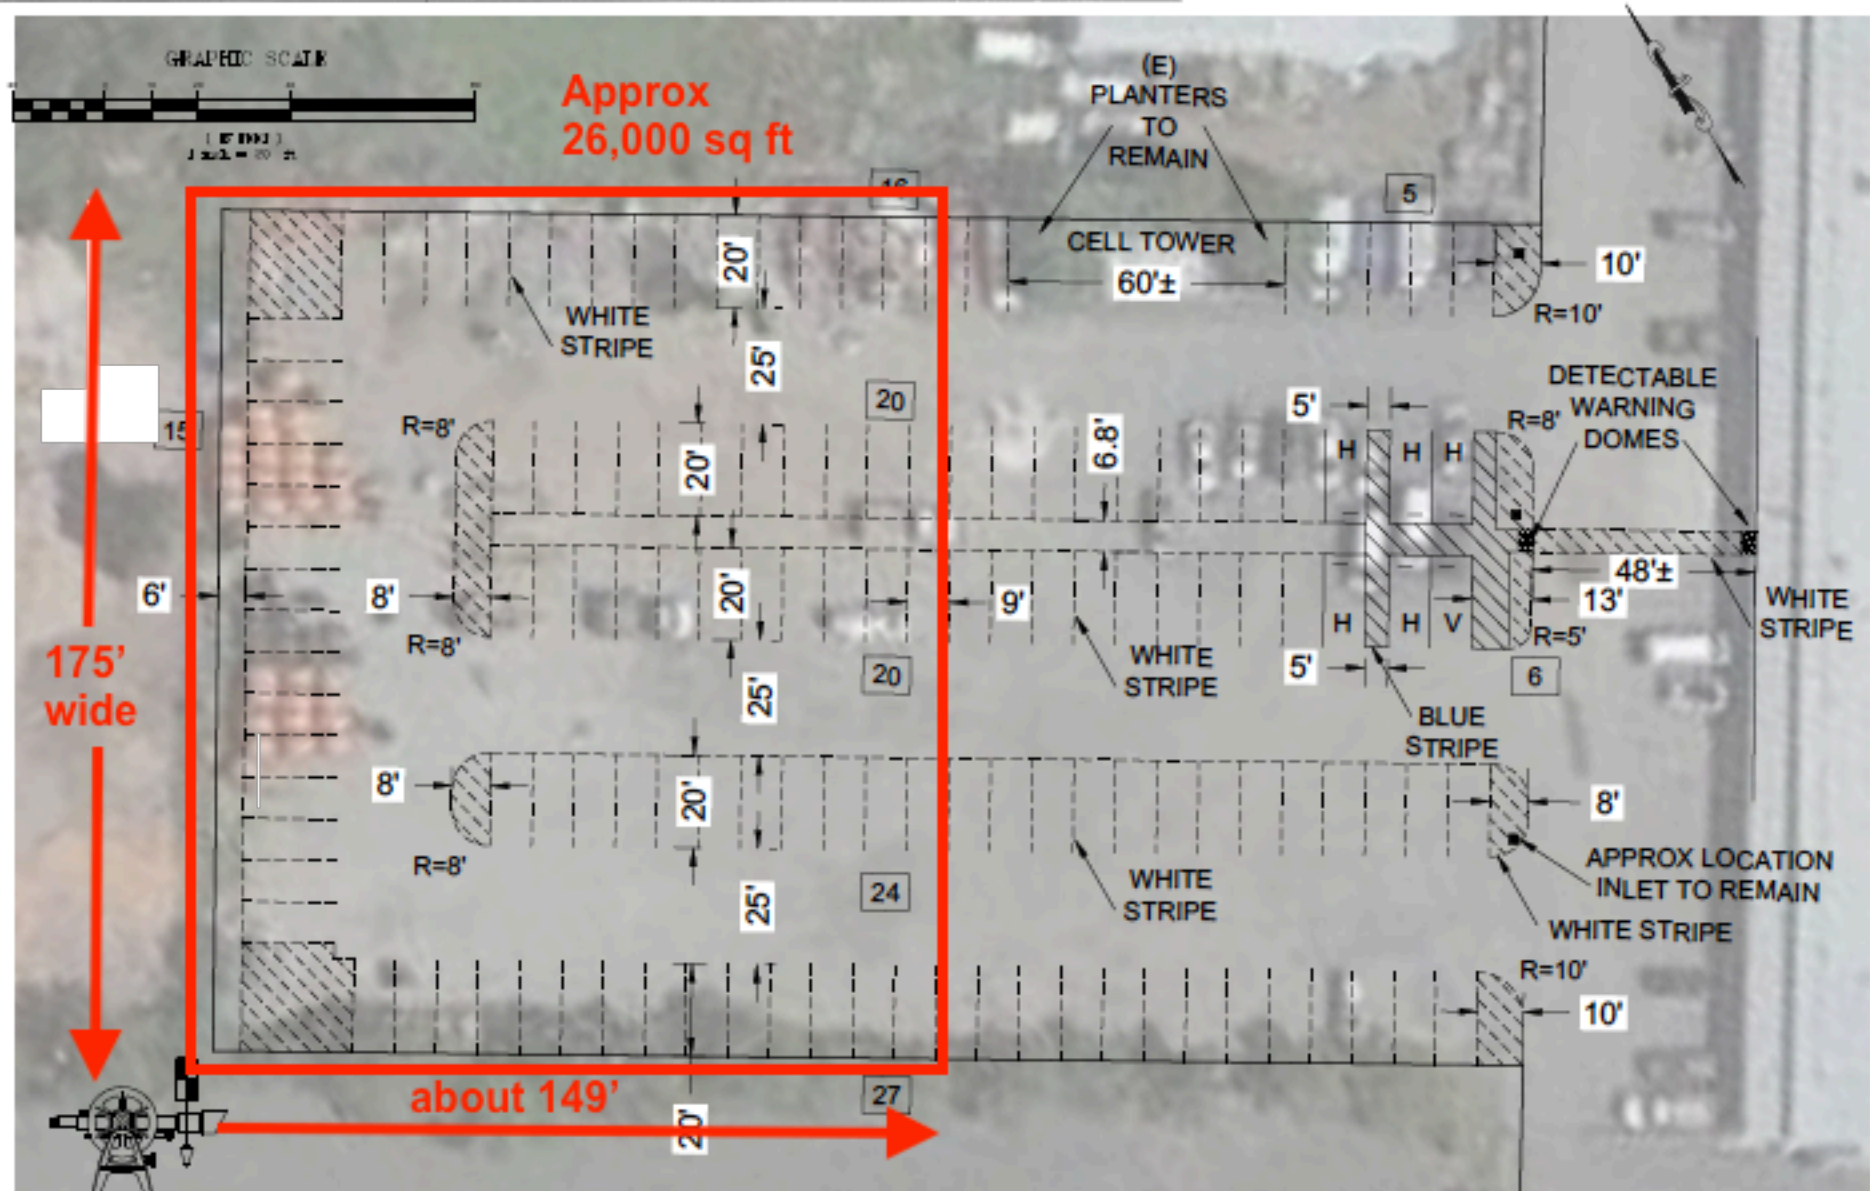 GRAPHIC SCALE
Approx
26,000 sq ft
(E)
PLANTERS
TO
REMAIN
16
5
CELL TOWER
60'±
10'
R=10'
20'
WHITE
STRIPE
25'
15
R=8'
20
20'
6.8'
5'
H
H
H
R=8'
DETECTABLE
WARNING
DOMES
6'
8'
R=8'
20'
9'
20
H
H
V
5'
48'±
13'
R=5'
6
WHITE
STRIPE
WHITE
STRIPE
BLUE
STRIPE
175'
wide
25'
8'
R=8'
20'
24
25'
WHITE
STRIPE
8'
APPROX LOCATION
INLET TO REMAIN
WHITE STRIPE
R=10'
10'
about 149'
27
20'